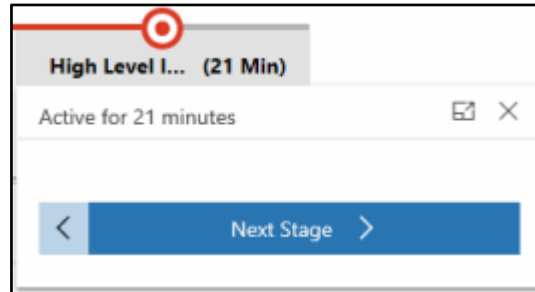 High Level I... (21 Min)
Active for 21 minutes
Next Stage